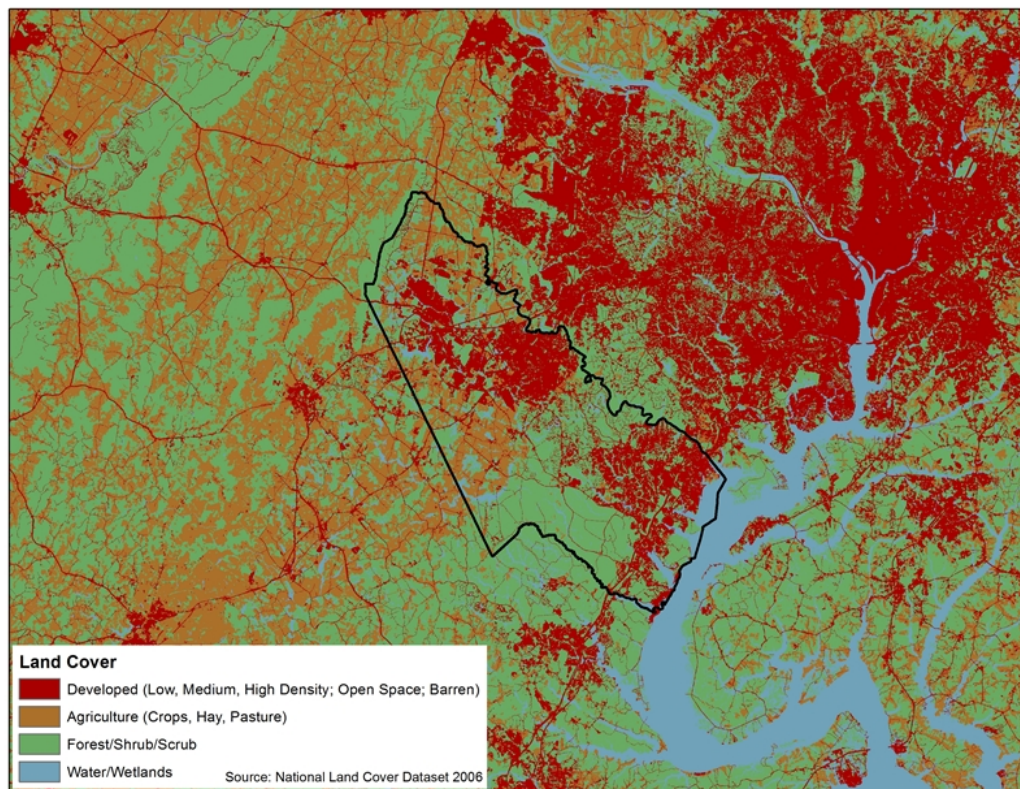 Land Cover
Developed (Low, Medium, High Density; Open Space; Barren)
Agriculture (Crops, Hay, Pasture)
Forest/Shrub/Scrub
Water/Wetlands
Source: National Land Cover Dataset 2006